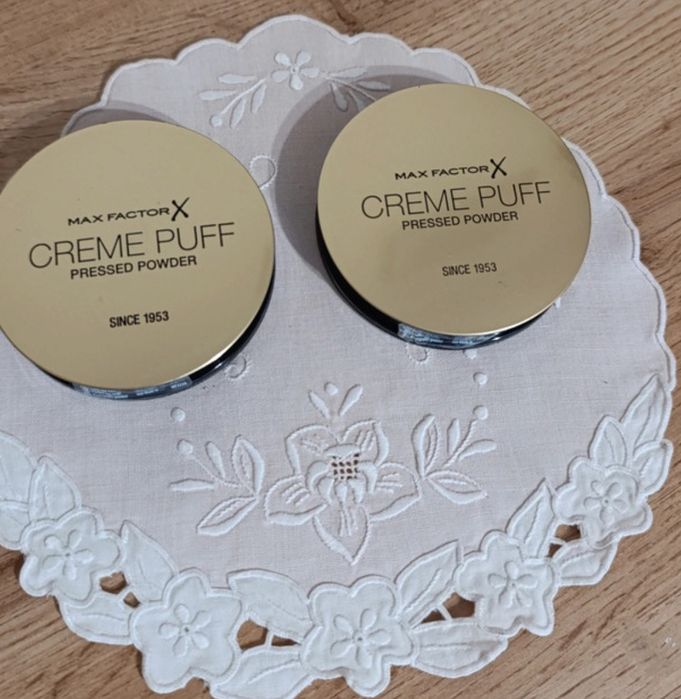 MAX FACTOR X
CREME PUFF
PRESSED POWDER
SINCE 1953
MAX FACTOR X
CREME PUFF
PRESSED POWDER
SINCE 1953